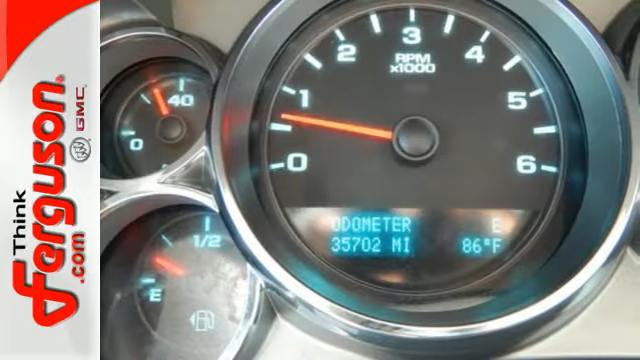 Think
Ferguson.com
BUICK GMC
40
0
1/2
E
0
1
2
3
4
5
6
RPM
x1000
ODOMETER E
35702 MI 86°F